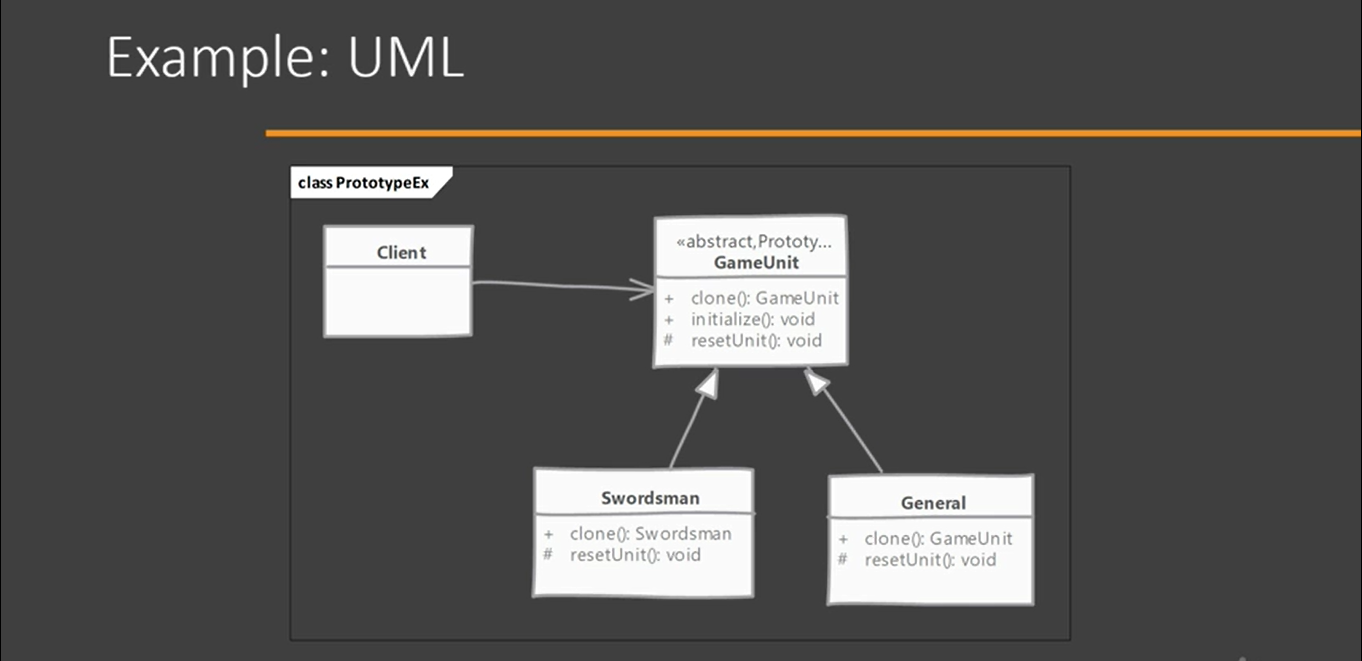 Example: UML
class PrototypeEx
Client
«abstract,Prototy...
GameUnit
+ clone(): GameUnit
+ initialize(): void
# resetUnit(): void
Swordsman
+ clone(): Swordsman
# resetUnit(): void
General
+ clone(): GameUnit
# resetUnit(): void